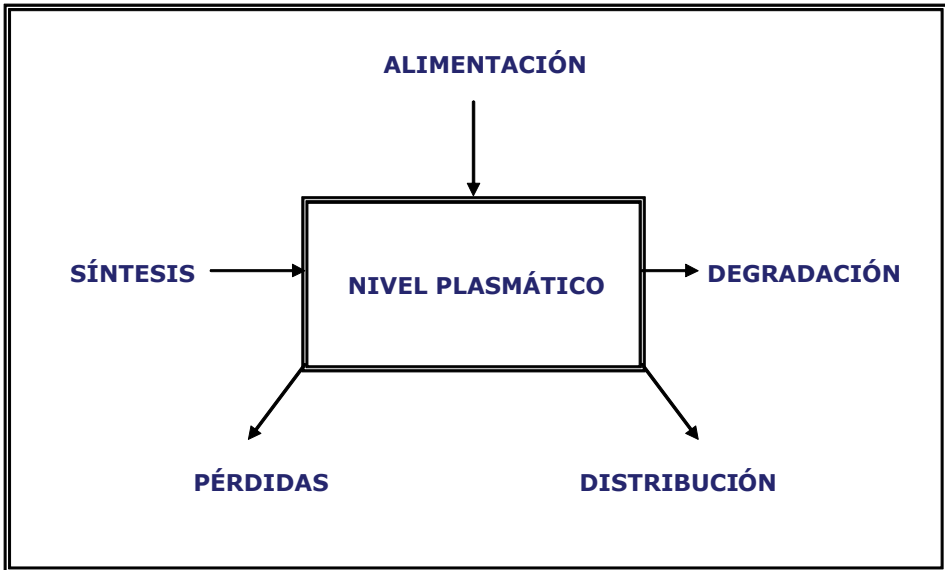 ALIMENTACIÓN
SÍNTESIS
NIVEL PLASMÁTICO
DEGRADACIÓN
PÉRDIDAS
DISTRIBUCIÓN